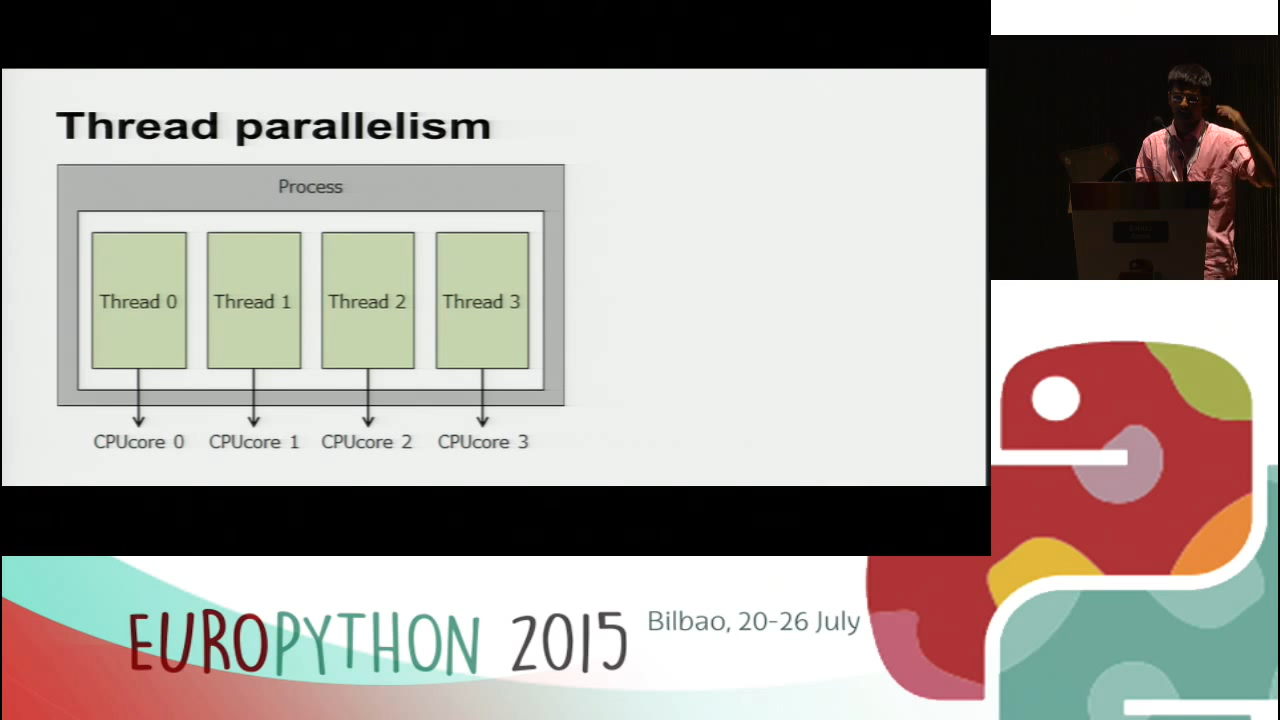 Thread parallelism
Process
Thread 0
Thread 1
Thread 2
Thread 3
CPUcore 0
CPUcore 1
CPUcore 2
CPUcore 3
EUROPYTHON 2015
Bilbao, 20-26 July